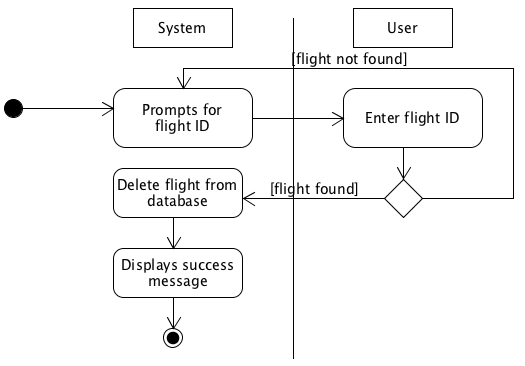 System
User
[flight not found]
Prompts for
flight ID
Enter flight ID
Delete flight from
database
[flight found]
Displays success
message